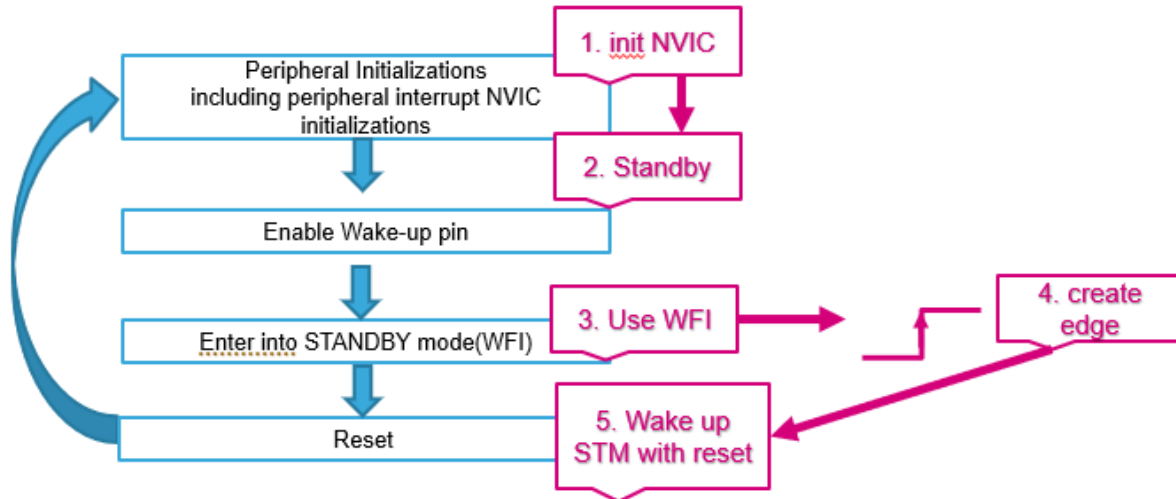 1. init NVIC
Peripheral Initializations
including peripheral interrupt NVIC
initializations
2. Standby
Enable Wake-up pin
3. Use WFI
4. create
edge
Enter into STANDBY mode(WFI)
5. Wake up
STM with reset
Reset